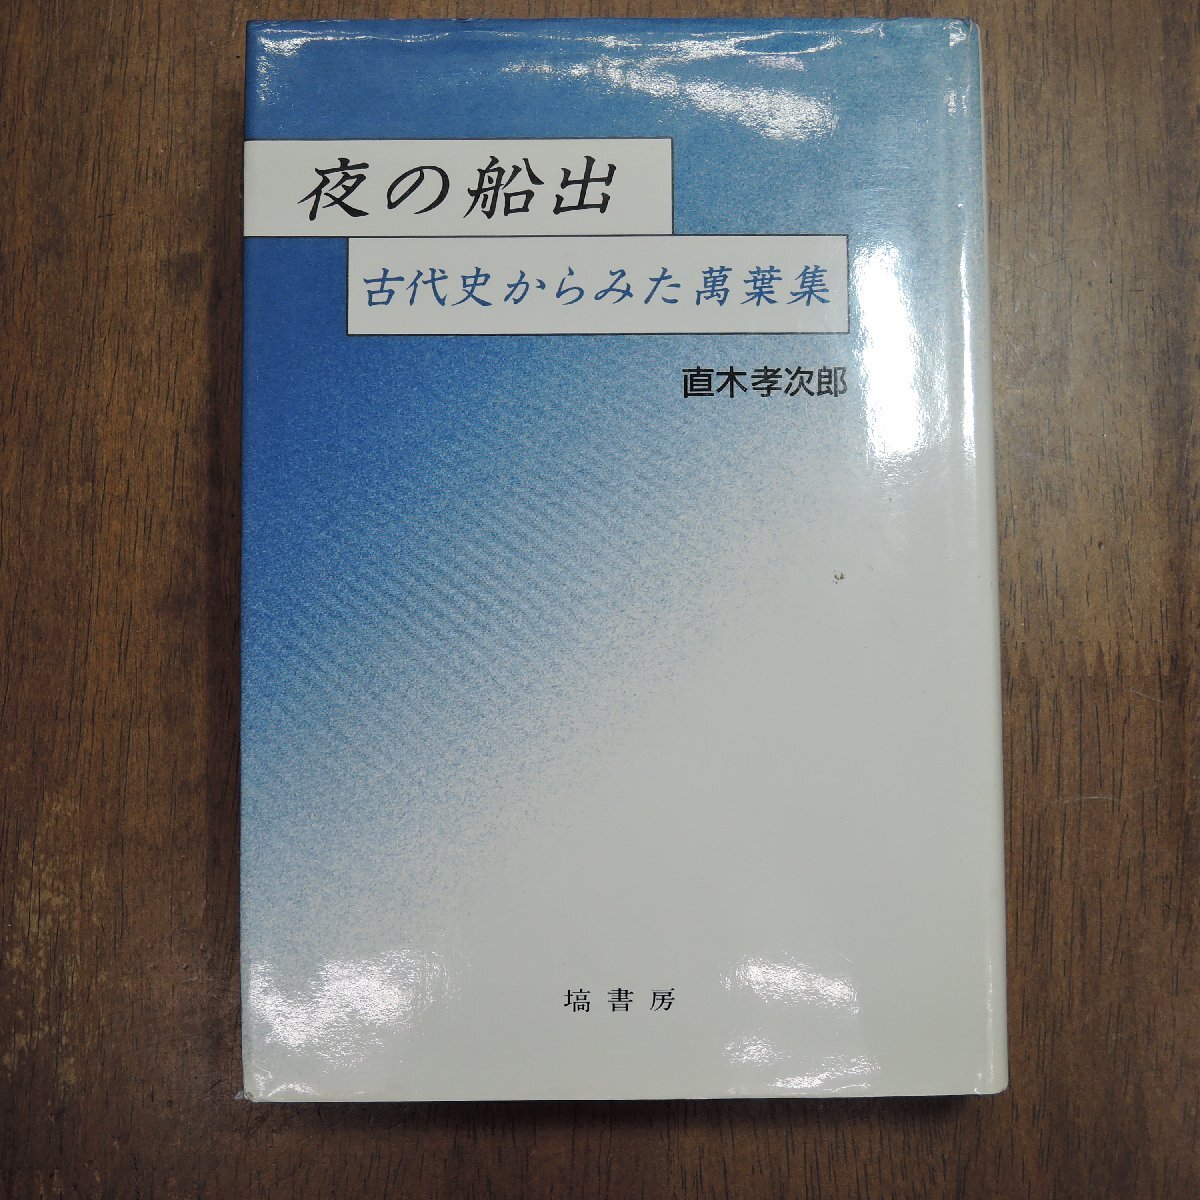 夜の船出
古代史からみた萬葉集
直木孝次郎
塙書房